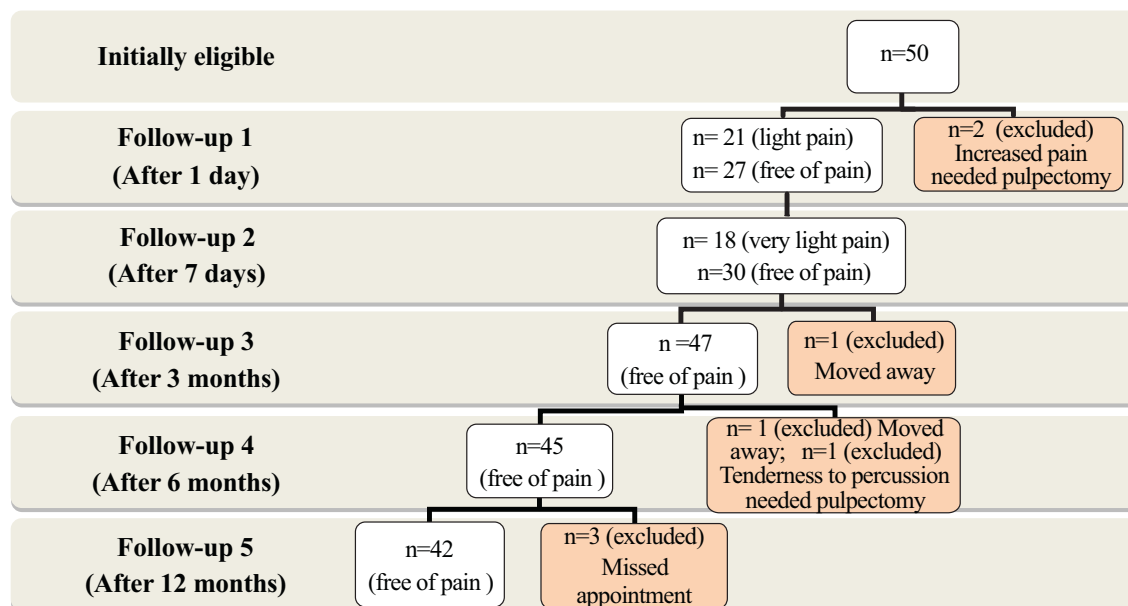 Initially eligible
n=50
Follow-up 1
(After 1 day)
n= 21 (light pain)
n= 27 (free of pain)
n=2 (excluded)
Increased pain
needed pulpectomy
Follow-up 2
(After 7 days)
n= 18 (very light pain)
n=30 (free of pain)
Follow-up 3
(After 3 months)
n =47
(free of pain )
n=1 (excluded)
Moved away
Follow-up 4
(After 6 months)
n=45
(free of pain )
n= 1 (excluded) Moved
away; n=1 (excluded)
Tenderness to percussion
needed pulpectomy
Follow-up 5
(After 12 months)
n=42
(free of pain )
n=3 (excluded)
Missed
appointment